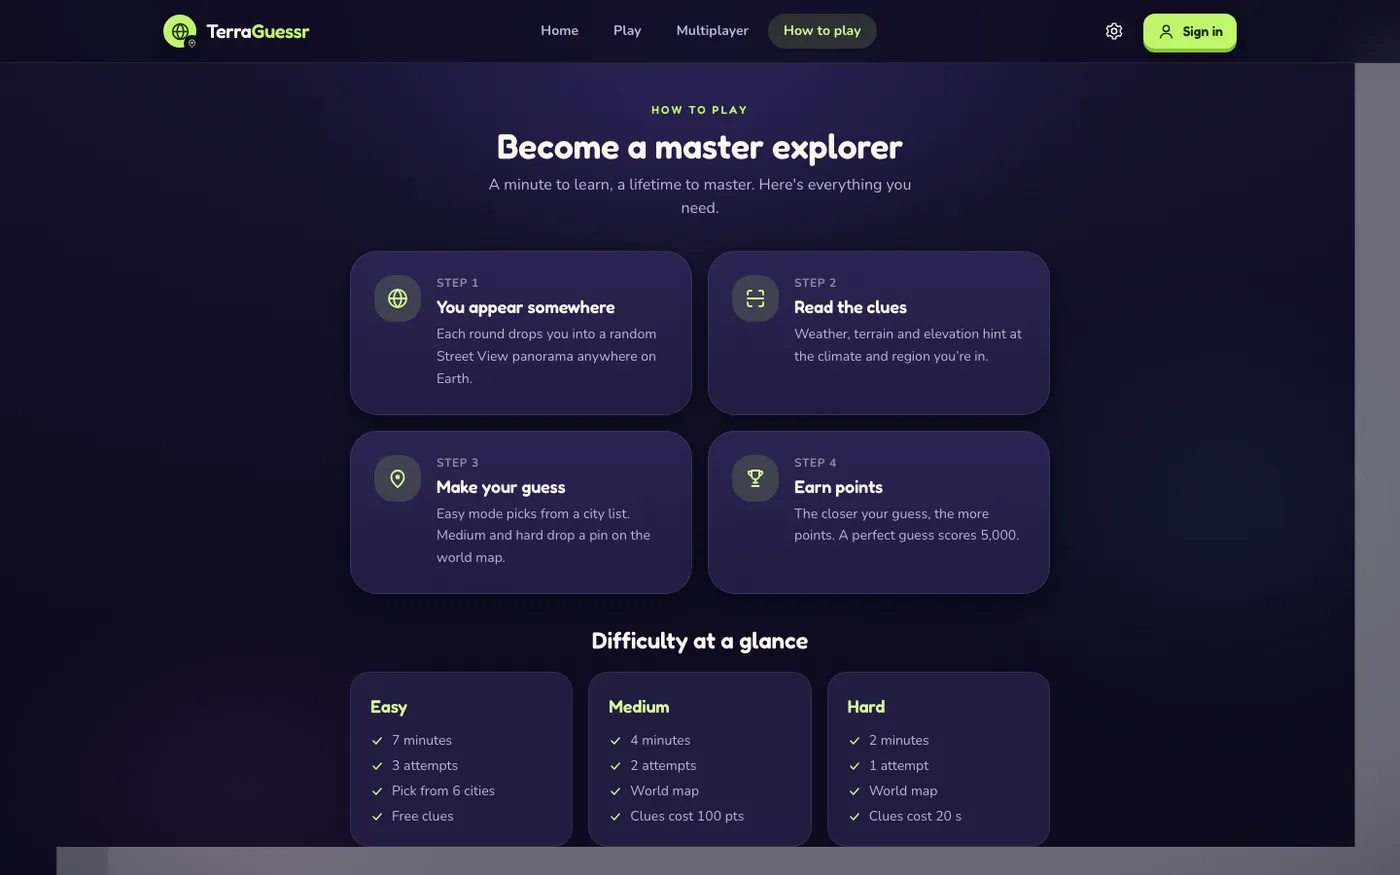 TerraGuessr
Home
Play
Multiplayer
How to play
Sign in
HOW TO PLAY
Become a master explorer
A minute to learn, a lifetime to master. Here's everything you
need.
STEP 1
You appear somewhere
Each round drops you into a random
Street View panorama anywhere on
Earth.
STEP 2
Read the clues
Weather, terrain and elevation hint at
the climate and region you’re in.
STEP 3
Make your guess
Easy mode picks from a city list.
Medium and hard drop a pin on the
world map.
STEP 4
Earn points
The closer your guess, the more
points. A perfect guess scores 5,000.
Difficulty at a glance
Easy
7 minutes
3 attempts
Pick from 6 cities
Free clues
Medium
4 minutes
2 attempts
World map
Clues cost 100 pts
Hard
2 minutes
1 attempt
World map
Clues cost 20 s